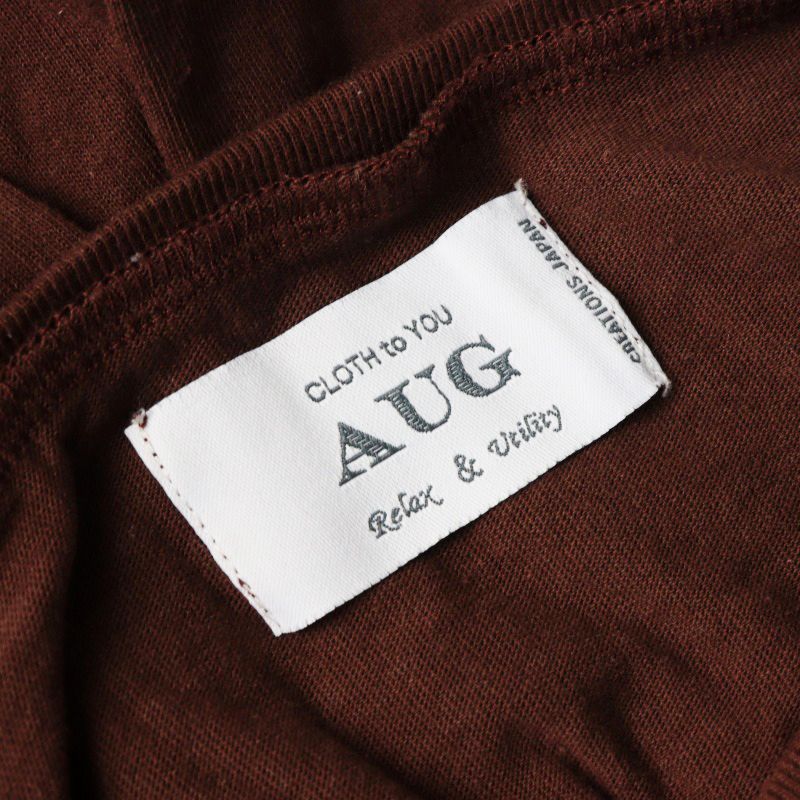 CLOTH to YOU
AUG
Relax & Utility
CREATIONS JAPAN